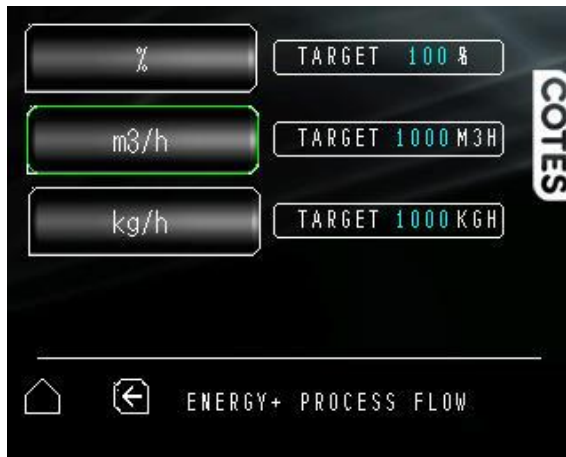 %
TARGET 100 %
m3/h
TARGET 1000 M3H
kg/h
TARGET 1000 KGH
COTES
ENERGY+ PROCESS FLOW